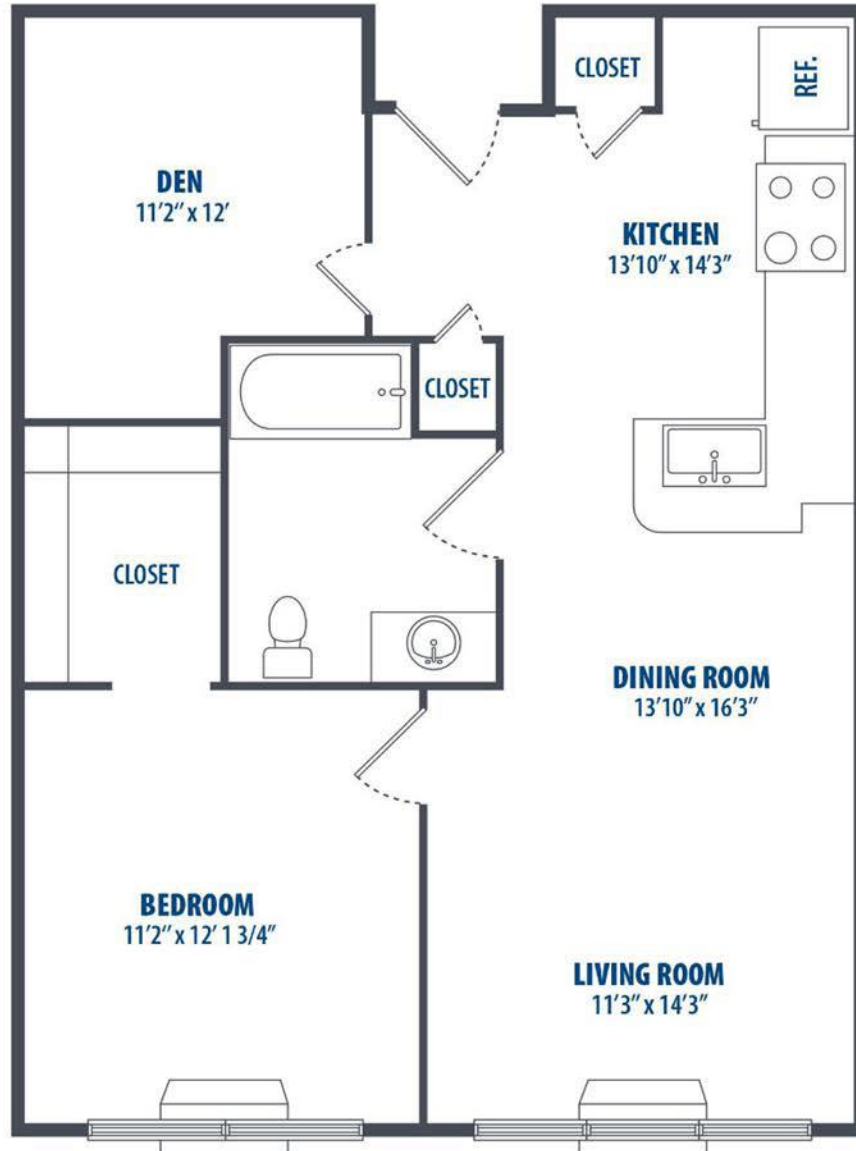 CLOSET
REF.
DEN
11'2" x 12'
KITCHEN
13'10" x 14'3"
CLOSET
CLOSET
DINING ROOM
13'10" x 16'3"
BEDROOM
11'2" x 12' 1 3/4"
LIVING ROOM
11'3" x 14'3"